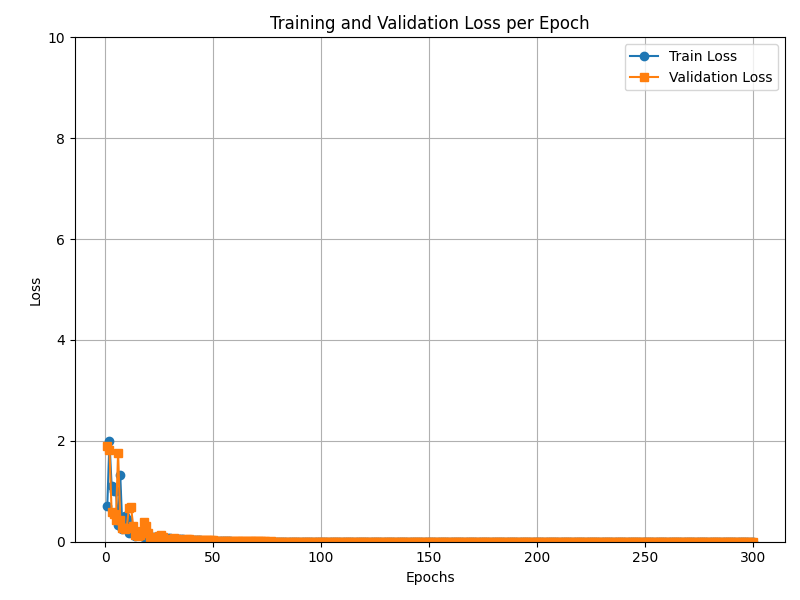 Training and Validation Loss per Epoch
Train Loss
Validation Loss
10
8
6
4
2
0
Loss
0 50 100 150 200 250 300
Epochs